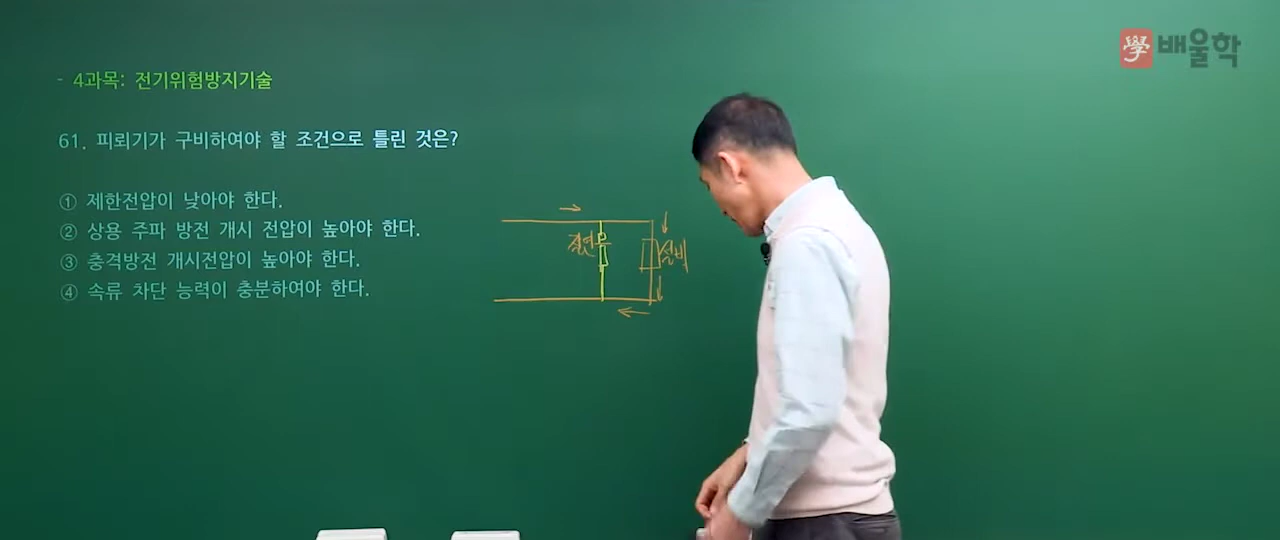 學 배울학
- 4과목: 전기위험방지기술
61. 피뢰기가 구비하여야 할 조건으로 틀린 것은?
① 제한전압이 낮아야 한다.
② 상용 주파 방전 개시 전압이 높아야 한다.
③ 충격방전 개시전압이 높아야 한다.
④ 속류 차단 능력이 충분하여야 한다.
설비